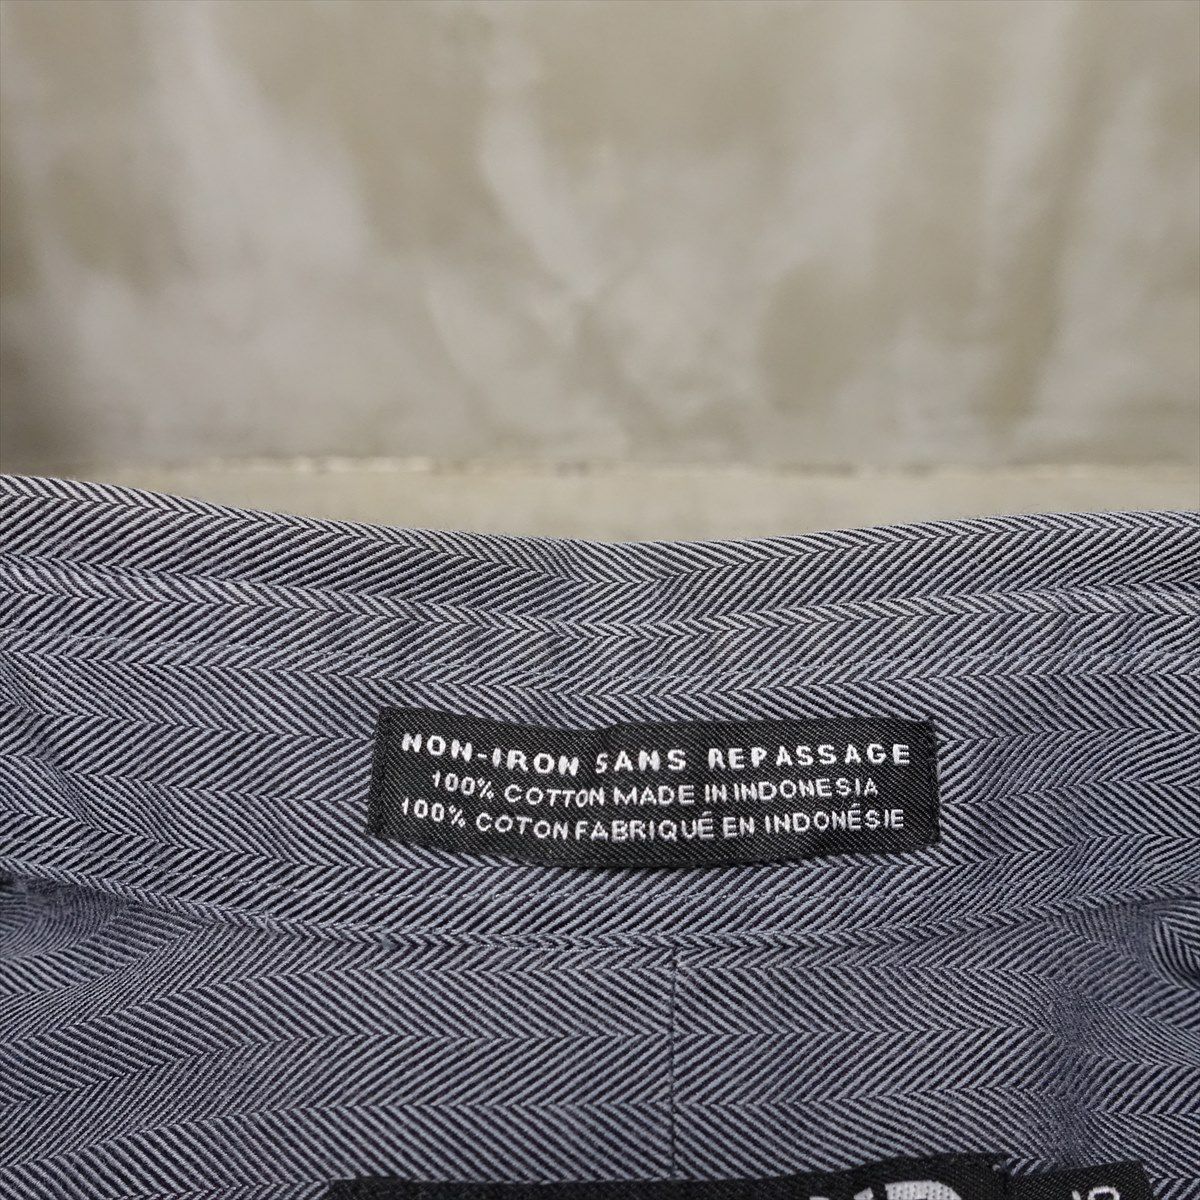 NON-IRON SANS REPASSAGE
100% COTTON MADE IN INDONESIA
100% COTON FABRIQUÉ EN INDONÉSIE